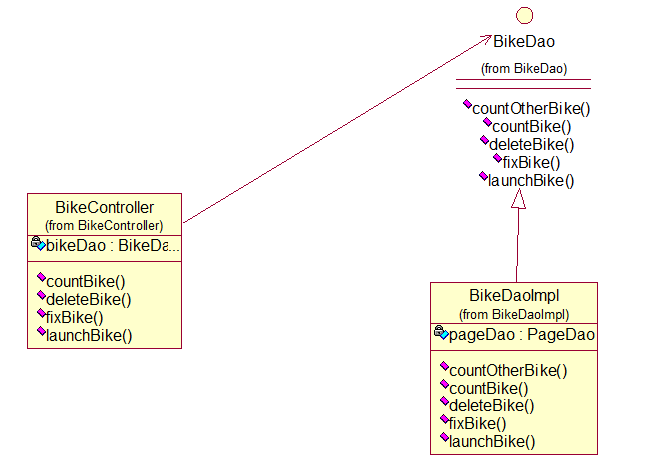 BikeDao
(from BikeDao)
countOtherBike()
countBike()
deleteBike()
fixBike()
launchBike()
BikeController
(from BikeController)
bikeDao : BikeDa...
countBike()
deleteBike()
fixBike()
launchBike()
BikeDaoImpl
(from BikeDaoImpl)
pageDao : PageDao
countOtherBike()
countBike()
deleteBike()
fixBike()
launchBike()